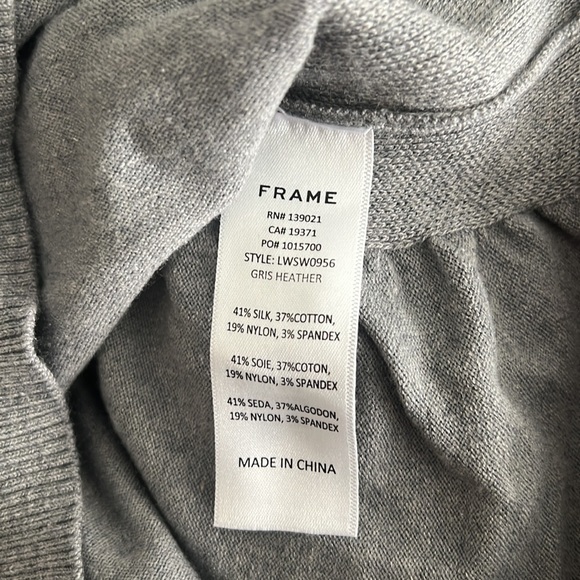 FRAME
RN# 139021
CA# 19371
PO# 1015700
STYLE: LWSW0956
GRIS HEATHER
41% SILK, 37%COTTON,
19% NYLON, 3% SPANDEX
41% SOIE, 37%COTON,
19% NYLON, 3% SPANDEX
41% SEDA, 37%ALGODON,
19% NYLON, 3% SPANDEX
MADE IN CHINA